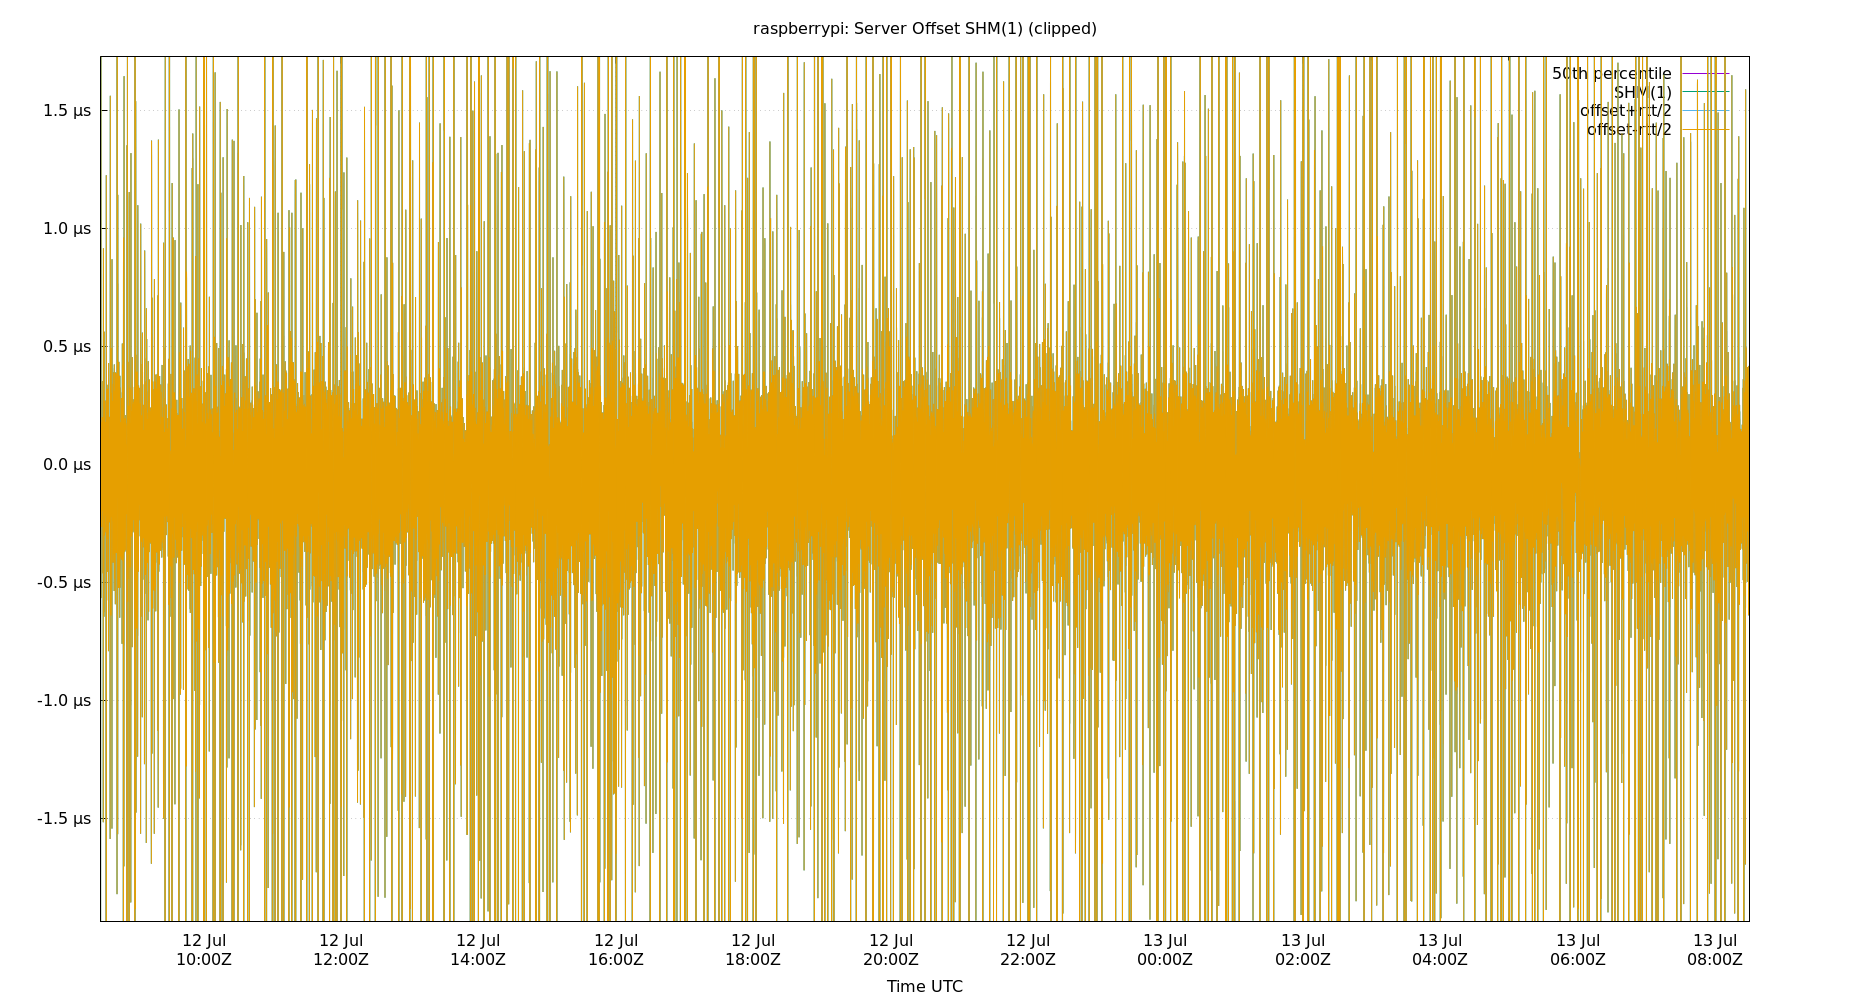 raspberrypi: Server Offset SHM(1) (clipped)
50th percentile
SHM(1)
offset+rtt/2
offset-rtt/2
1.5 µs
1.0 µs
0.5 µs
0.0 µs
-0.5 µs
-1.0 µs
-1.5 µs
12 Jul 12 Jul 12 Jul 12 Jul 12 Jul 12 Jul 12 Jul 13 Jul 13 Jul 13 Jul 13 Jul 13 Jul
10:00Z 12:00Z 14:00Z 16:00Z 18:00Z 20:00Z 22:00Z 00:00Z 02:00Z 04:00Z 06:00Z 08:00Z
Time UTC